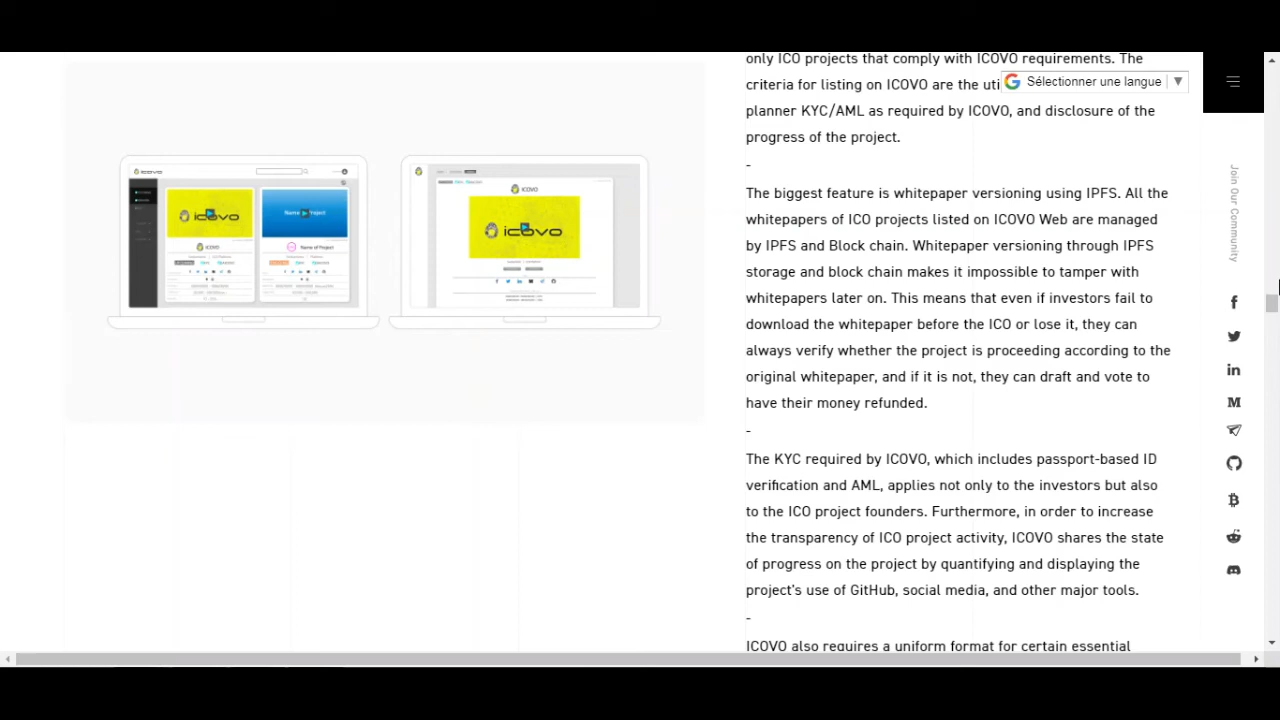 only ICO projects that comply with ICOVO requirements. The
criteria for listing on ICOVO are the uti
Sélectionner une langue ▼
planner KYC/AML as required by ICOVO, and disclosure of the
progress of the project.
-
The biggest feature is whitepaper versioning using IPFS. All the
whitepapers of ICO projects listed on ICOVO Web are managed
by IPFS and Block chain. Whitepaper versioning through IPFS
storage and block chain makes it impossible to tamper with
whitepapers later on. This means that even if investors fail to
download the whitepaper before the ICO or lose it, they can
always verify whether the project is proceeding according to the
original whitepaper, and if it is not, they can draft and vote to
have their money refunded.
-
The KYC required by ICOVO, which includes passport-based ID
verification and AML, applies not only to the investors but also
to the ICO project founders. Furthermore, in order to increase
the transparency of ICO project activity, ICOVO shares the state
of progress on the project by quantifying and displaying the
project's use of GitHub, social media, and other major tools.
-
ICOVO also requires a uniform format for certain essential
Join Our Community
ICOVO
icovo
Name of Project
ICOVO
Name of Project
ICOVO
icovo